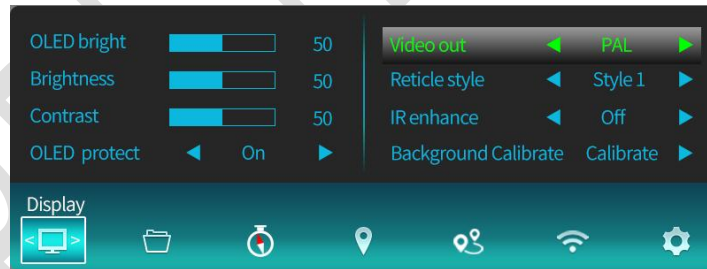 OLED bright 50
Brightness 50
Contrast 50
OLED protect On
Video out PAL
Reticle style Style 1
IR enhance Off
Background Calibrate Calibrate
Display